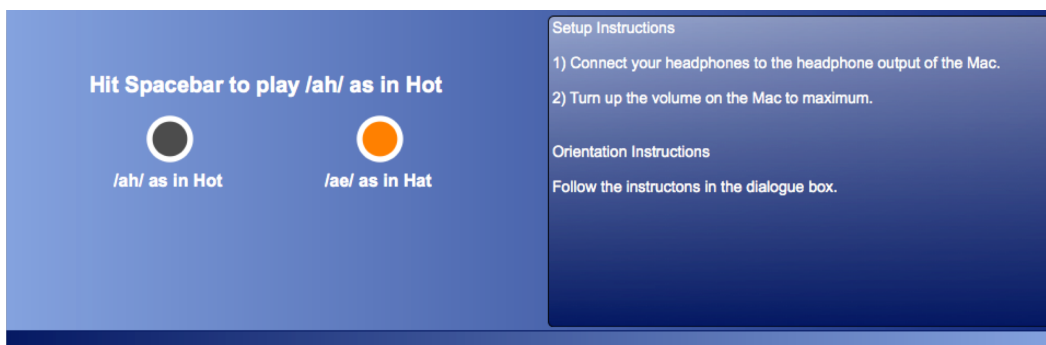 Hit Spacebar to play /ah/ as in Hot
/ah/ as in Hot
/ae/ as in Hat
Setup Instructions
1) Connect your headphones to the headphone output of the Mac.
2) Turn up the volume on the Mac to maximum.
Orientation Instructions
Follow the instructons in the dialogue box.